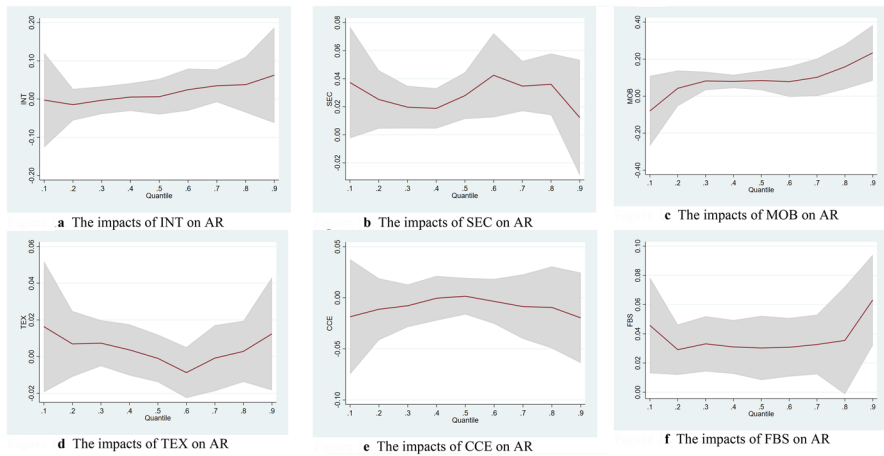 INT
0.20
0.10
0.00
-0.10
-0.20
.1 .2 .3 .4 .5 .6 .7 .8 .9
Quantile
a The impacts of INT on AR
SEC
0.08
0.06
0.04
0.02
0.00
-0.02
.1 .2 .3 .4 .5 .6 .7 .8 .9
Quantile
b The impacts of SEC on AR
MOB
0.40
0.20
0.00
-0.20
-0.40
.1 .2 .3 .4 .5 .6 .7 .8 .9
Quantile
c The impacts of MOB on AR
TEX
0.06
0.04
0.02
0.00
-0.02
.1 .2 .3 .4 .5 .6 .7 .8 .9
Quantile
d The impacts of TEX on AR
CCE
0.05
0.00
-0.05
-0.10
.1 .2 .3 .4 .5 .6 .7 .8 .9
Quantile
e The impacts of CCE on AR
FBS
0.10
0.08
0.06
0.04
0.02
0.00
.1 .2 .3 .4 .5 .6 .7 .8 .9
Quantile
f The impacts of FBS on AR